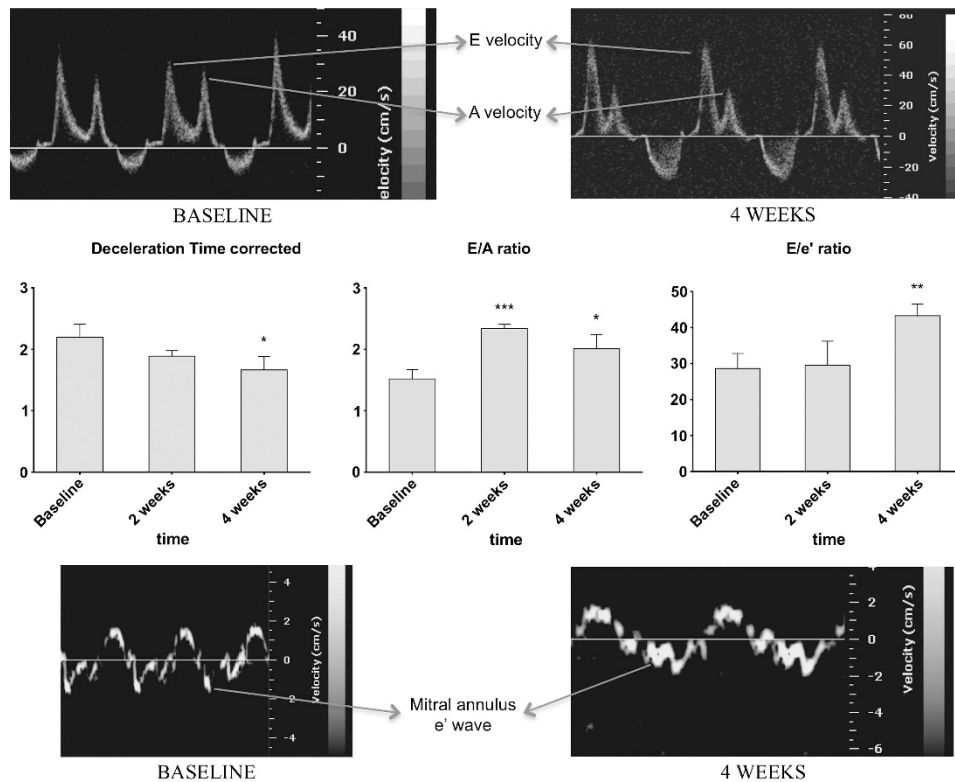 40
20
0
Velocity (cm/s)
E velocity
A velocity
80
60
40
20
0
-20
-40
Velocity (cm/s)
BASELINE
4 WEEKS
Deceleration Time corrected
3
2
1
0
*
Baseline
2 weeks
4 weeks
time
E/A ratio
3
2
1
0
***
*
Baseline
2 weeks
4 weeks
time
E/e' ratio
50
40
30
20
10
0
**
Baseline
2 weeks
4 weeks
time
4
2
0
-2
-4
Velocity (cm/s)
Mitral annulus
e' wave
2
0
-2
-4
-6
Velocity (cm/s)
BASELINE
4 WEEKS